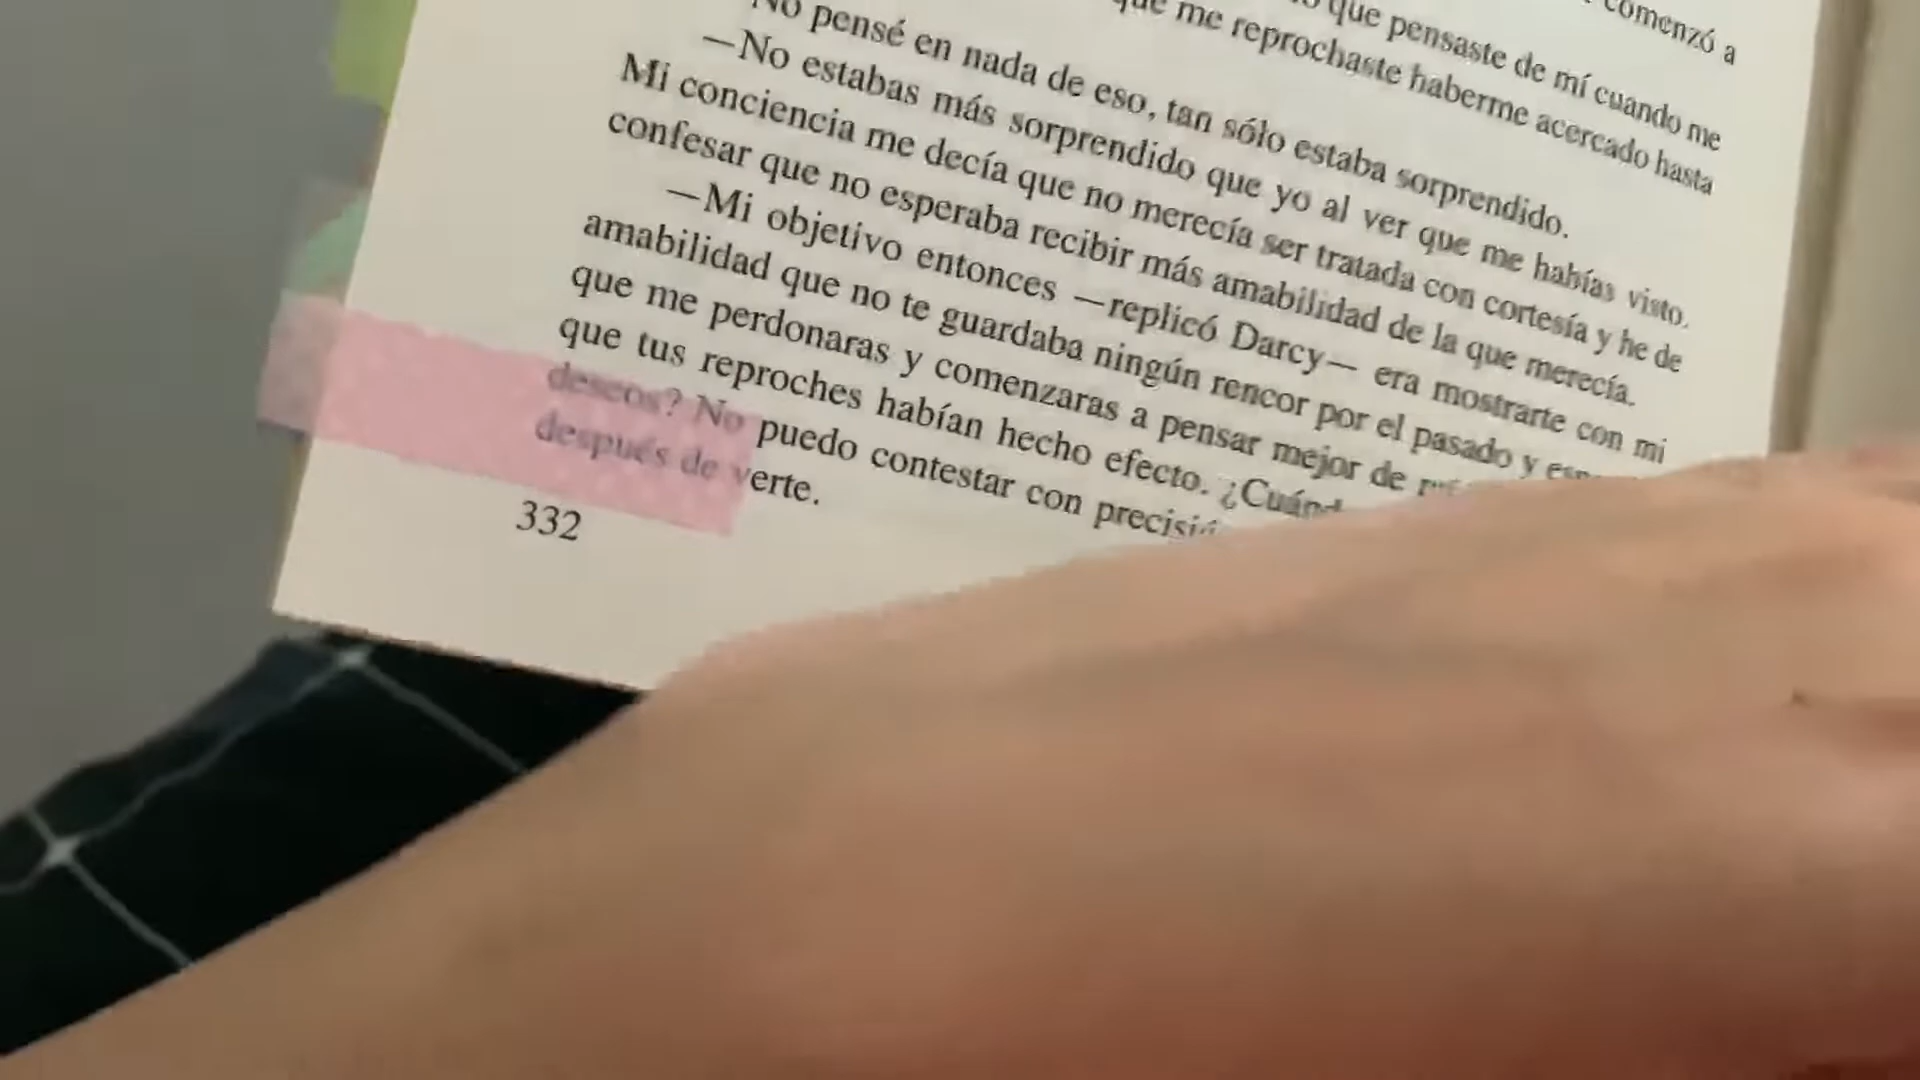 comenzó a
que pensaste de mí cuando me
que me reprochaste haberme acercado hasta
No pensé en nada de eso, tan sólo estaba sorprendido.
—No estabas más sorprendido que yo al ver que me habías visto.
Mi conciencia me decía que no merecía ser tratada con cortesía y he de
confesar que no esperaba recibir más amabilidad de la que merecía.
—Mi objetivo entonces —replicó Darcy— era mostrarte con mi
amabilidad que no te guardaba ningún rencor por el pasado y
que me perdonaras y comenzaras a pensar mejor de
que tus reproches habían hecho efecto.
deseos? No puedo contestar con
después de verte.
332